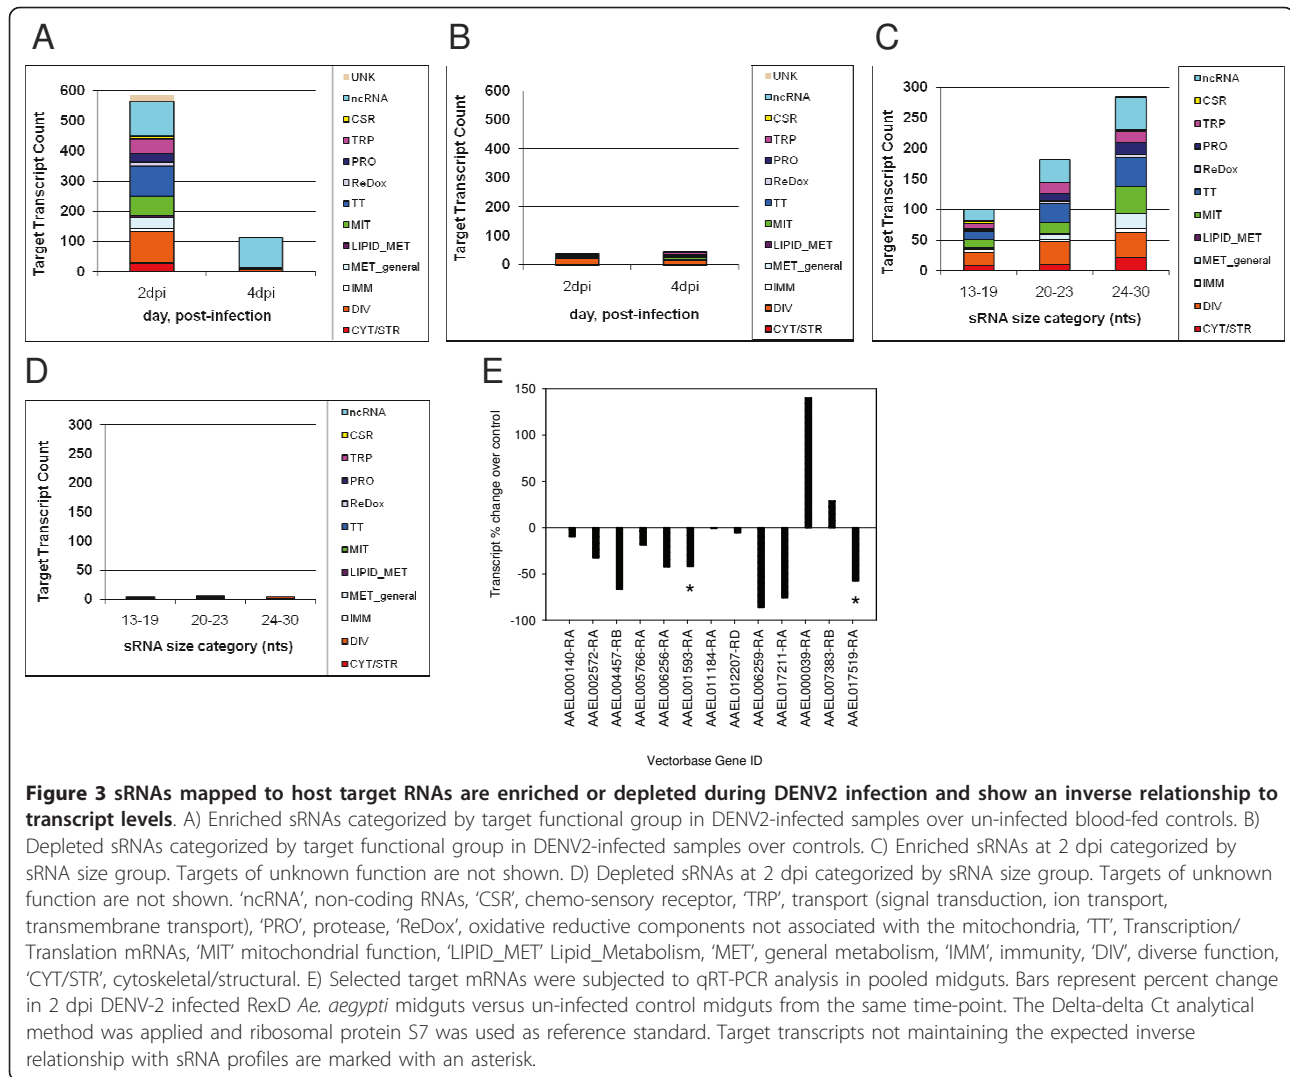 A
Target Transcript Count
600
500
400
300
200
100
0
2dpi
4dpi
day, post-infection
UNK
ncRNA
CSR
TRP
PRO
ReDox
TT
MIT
LIPID_MET
MET_general
IMM
DIV
CYT/STR
B
Target Transcript Count
600
400
200
0
2dpi
4dpi
day, post-infection
ncRNA
CSR
TRP
PRO
ReDox
TT
MIT
LIPID_MET
MET_general
IMM
DIV
CYT/STR
C
Target Transcript Count
300
250
200
150
100
50
0
13-19
20-23
24-30
sRNA size category (nts)
ncRNA
CSR
TRP
PRO
ReDox
TT
MIT
LIPID_MET
MET_general
IMM
DIV
CYT/STR
D
Target Transcript Count
300
250
200
150
100
50
0
13-19
20-23
24-30
sRNA size category (nts)
ncRNA
CSR
TRP
PRO
ReDox
TT
MIT
LIPID_MET
MET_general
IMM
DIV
CYT/STR
E
Transcript % change over control
150
100
50
0
-50
-100
*
*
AAEL000140-RA
AAEL002572-RA
AAEL004457-RB
AAEL005766-RA
AAEL006256-RA
AAEL001593-RA
AAEL011184-RA
AAEL012207-RD
AAEL006259-RA
AAEL017211-RA
AAEL000039-RA
AAEL007383-RB
AAEL017519-RA
Vectorbase Gene ID
Figure 3 sRNAs mapped to host target RNAs are enriched or depleted during DENV2 infection and show an inverse relationship to
transcript levels. A) Enriched sRNAs categorized by target functional group in DENV2-infected samples over un-infected blood-fed controls. B)
Depleted sRNAs categorized by target functional group in DENV2-infected samples over controls. C) Enriched sRNAs at 2 dpi categorized by
sRNA size group. Targets of unknown function are not shown. D) Depleted sRNAs at 2 dpi categorized by sRNA size group. Targets of unknown
function are not shown. ‘ncRNA’, non-coding RNAs, ‘CSR’, chemo-sensory receptor, ‘TRP’, transport (signal transduction, ion transport,
transmembrane transport), ‘PRO’, protease, ‘ReDox’, oxidative reductive components not associated with the mitochondria, ‘TT’, Transcription/
Translation mRNAs, ‘MIT’ mitochondrial function, ‘LIPID_MET’ Lipid_Metabolism, ‘MET’, general metabolism, ‘IMM’, immunity, ‘DIV’, diverse function,
‘CYT/STR’, cytoskeletal/structural. E) Selected target mRNAs were subjected to qRT-PCR analysis in pooled midguts. Bars represent percent change
in 2 dpi DENV-2 infected RexD Ae. aegypti midguts versus un-infected control midguts from the same time-point. The Delta-delta Ct analytical
method was applied and ribosomal protein S7 was used as reference standard. Target transcripts not maintaining the expected inverse
relationship with sRNA profiles are marked with an asterisk.